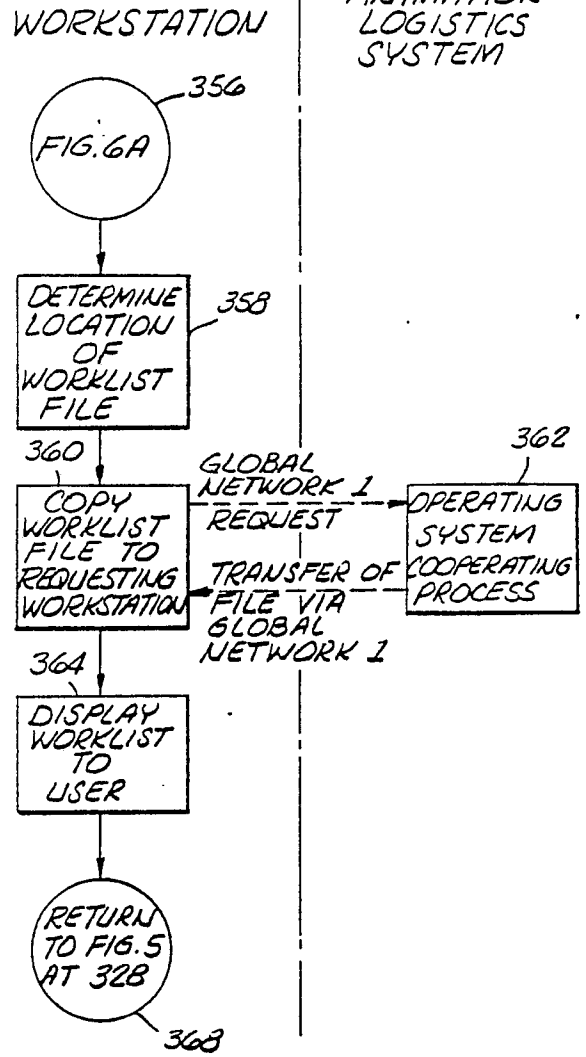 WORKSTATION
LOGISTICS
SYSTEM
356
FIG. 6A
DETERMINE
LOCATION
OF
WORKLIST
FILE
358
360
COPY
WORKLIST
FILE TO
REQUESTING
WORKSTATION
GLOBAL
NETWORK 1
REQUEST
TRANSFER OF
FILE VIA
GLOBAL
NETWORK 1
362
OPERATING
SYSTEM
COOPERATING
PROCESS
364
DISPLAY
WORKLIST
TO
USER
RETURN
TO FIG. 5
AT 328
368